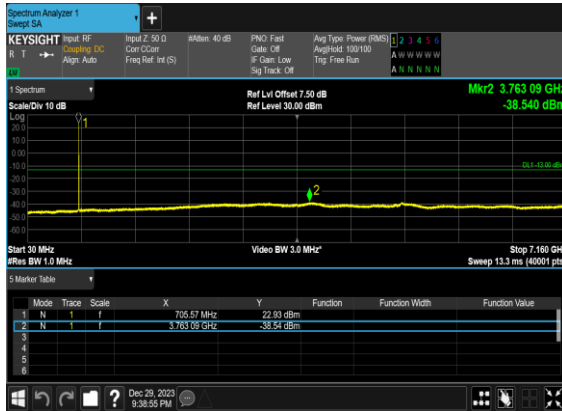 Spectrum Analyzer 1
Swept SA
+
KEYSIGHT Input: RF Input Z: 50 Ω #Atten: 40 dB PNO: Fast Avg Type: Power (RMS) 1 2 3 4 5 6
R T Coupling: DC Corr CCorr Gate: Off Avg|Hold: 100/100 A W W W W W
Align: Auto Freq Ref: Int (S) IF Gain: Low Trig: Free Run
Sig Track: Off A N N N N N
1 Spectrum
Scale/Div 10 dB Ref Lvl Offset 7.50 dB Mkr2 3.763 09 GHz
Ref Level 30.00 dBm -38.540 dBm
Log
1
20.0
10.0
0.00
-10.0
DL1 -13.00 dBm
-20.0
-30.0
2
-40.0
-50.0
-60.0
Start 30 MHz Video BW 3.0 MHz* Stop 7.160 GHz
#Res BW 1.0 MHz Sweep 13.3 ms (40001 pts)
5 Marker Table
Mode Trace Scale X Y Function Function Width Function Value
1 N 1 f 705.57 MHz 22.93 dBm
2 N 1 f 3.763 09 GHz -38.54 dBm
3
4
5
6
? Dec 29, 2023
9:38:55 PM